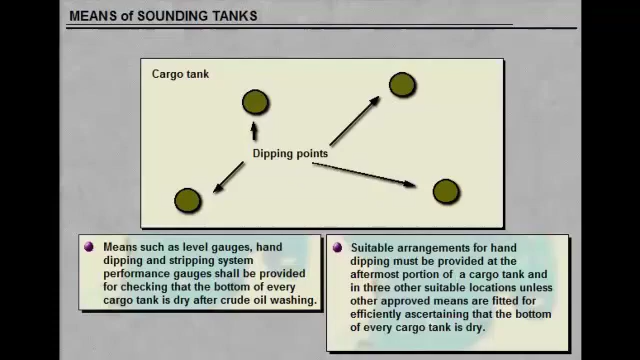 MEANS of SOUNDING TANKS
Cargo tank
Dipping points
Means such as level gauges, hand
dipping and stripping system
performance gauges shall be provided
for checking that the bottom of every
cargo tank is dry after crude oil washing.
Suitable arrangements for hand
dipping must be provided at the
aftermost portion of a cargo tank and
in three other suitable locations unless
other approved means are fitted for
efficiently ascertaining that the bottom
of every cargo tank is dry.